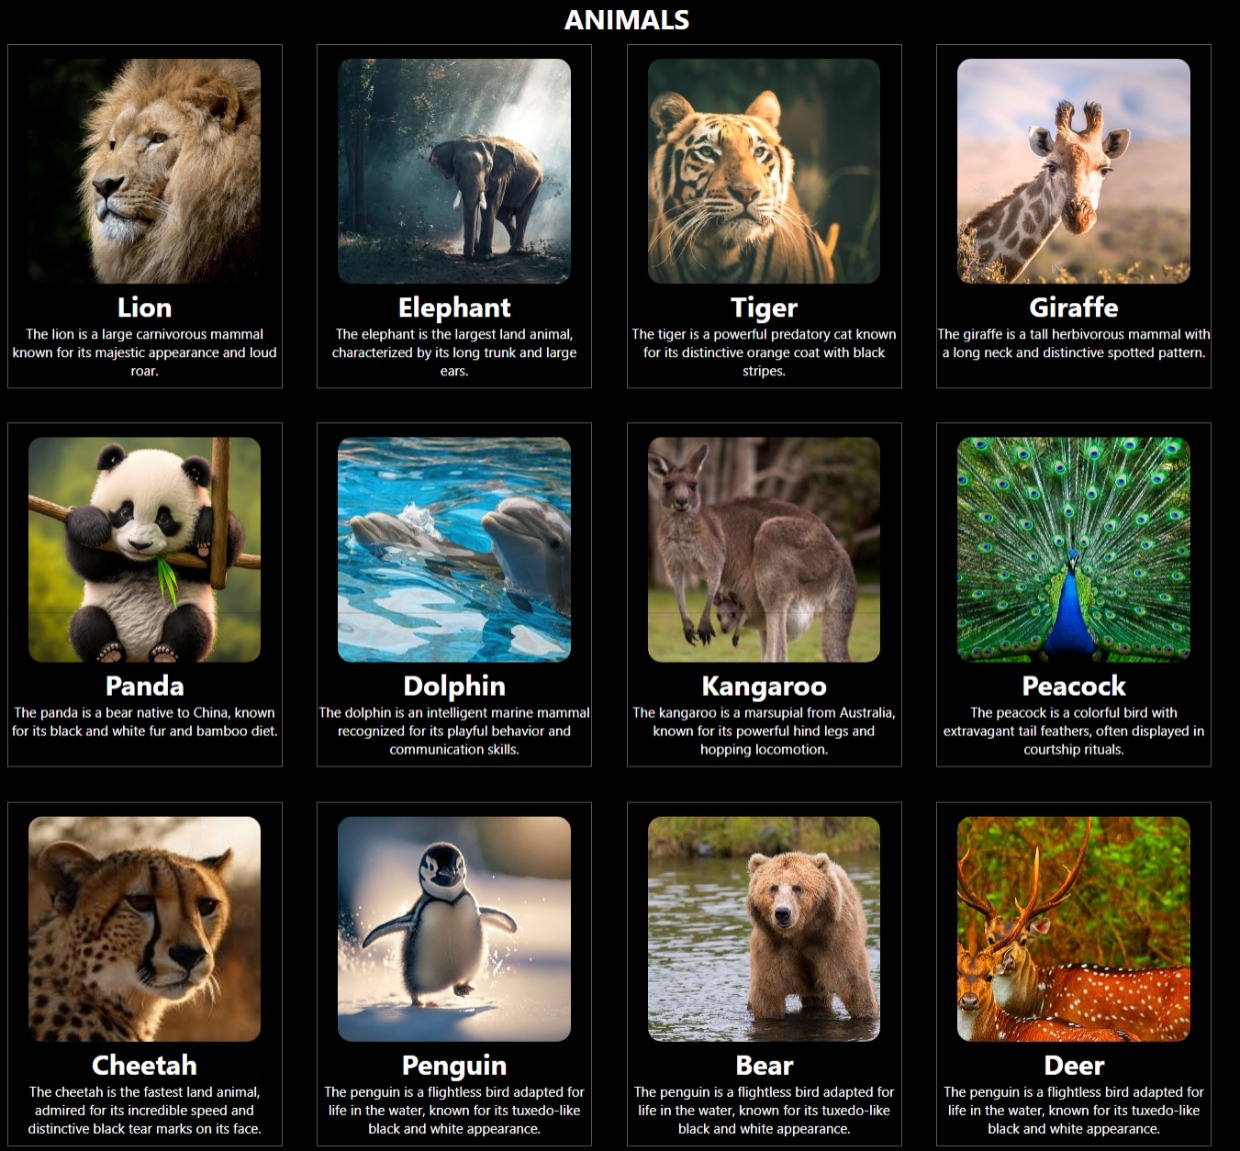 ANIMALS
Lion
The lion is a large carnivorous mammal
known for its majestic appearance and loud
roar.
Elephant
The elephant is the largest land animal,
characterized by its long trunk and large
ears.
Tiger
The tiger is a powerful predatory cat known
for its distinctive orange coat with black
stripes.
Giraffe
The giraffe is a tall herbivorous mammal with
a long neck and distinctive spotted pattern.
Panda
The panda is a bear native to China, known
for its black and white fur and bamboo diet.
Dolphin
The dolphin is an intelligent marine mammal
recognized for its playful behavior and
communication skills.
Kangaroo
The kangaroo is a marsupial from Australia,
known for its powerful hind legs and
hopping locomotion.
Peacock
The peacock is a colorful bird with
extravagant tail feathers, often displayed in
courtship rituals.
Cheetah
The cheetah is the fastest land animal,
admired for its incredible speed and
distinctive black tear marks on its face.
Penguin
The penguin is a flightless bird adapted for
life in the water, known for its tuxedo-like
black and white appearance.
Bear
The penguin is a flightless bird adapted for
life in the water, known for its tuxedo-like
black and white appearance.
Deer
The penguin is a flightless bird adapted for
life in the water, known for its tuxedo-like
black and white appearance.